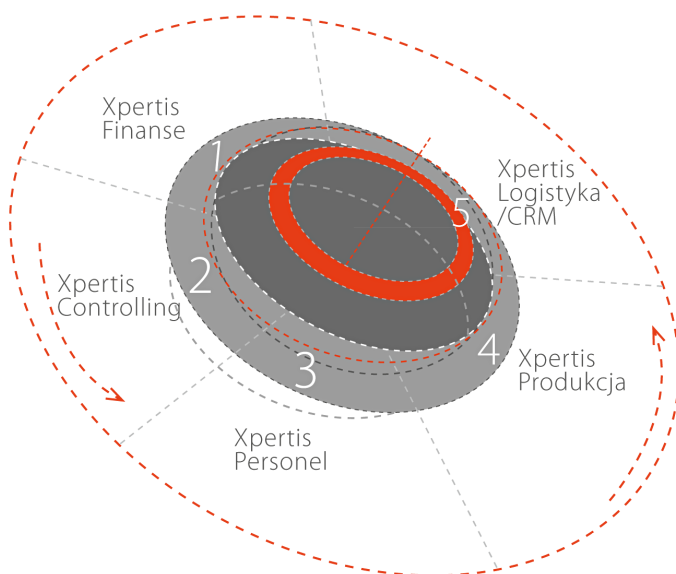 Xpertis
Finanse
1
Xpertis
Logistyka
/CRM
5
2
Xpertis
Controlling
3
4
Xpertis
Produkcja
Xpertis
Personel